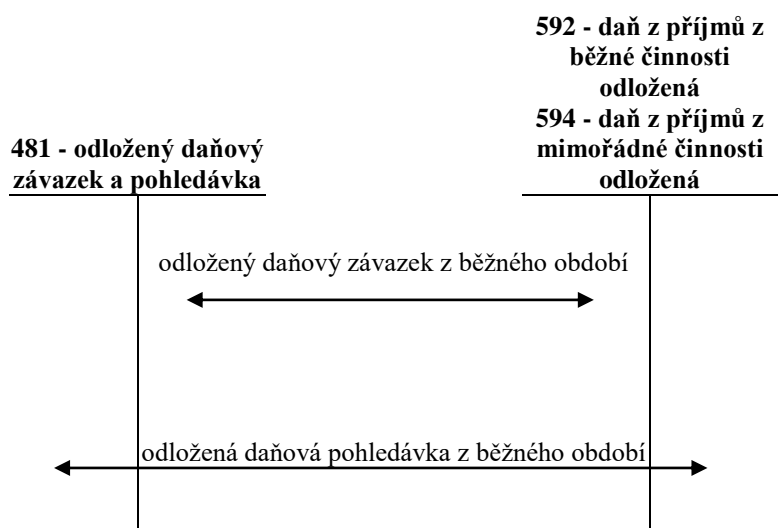 592 - daň z příjmů z
běžné činnosti
odložená
594 - daň z příjmů z
mimořádné činnosti
odložená
481 - odložený daňový
závazek a pohledávka
odložený daňový závazek z běžného období
odložená daňová pohledávka z běžného období